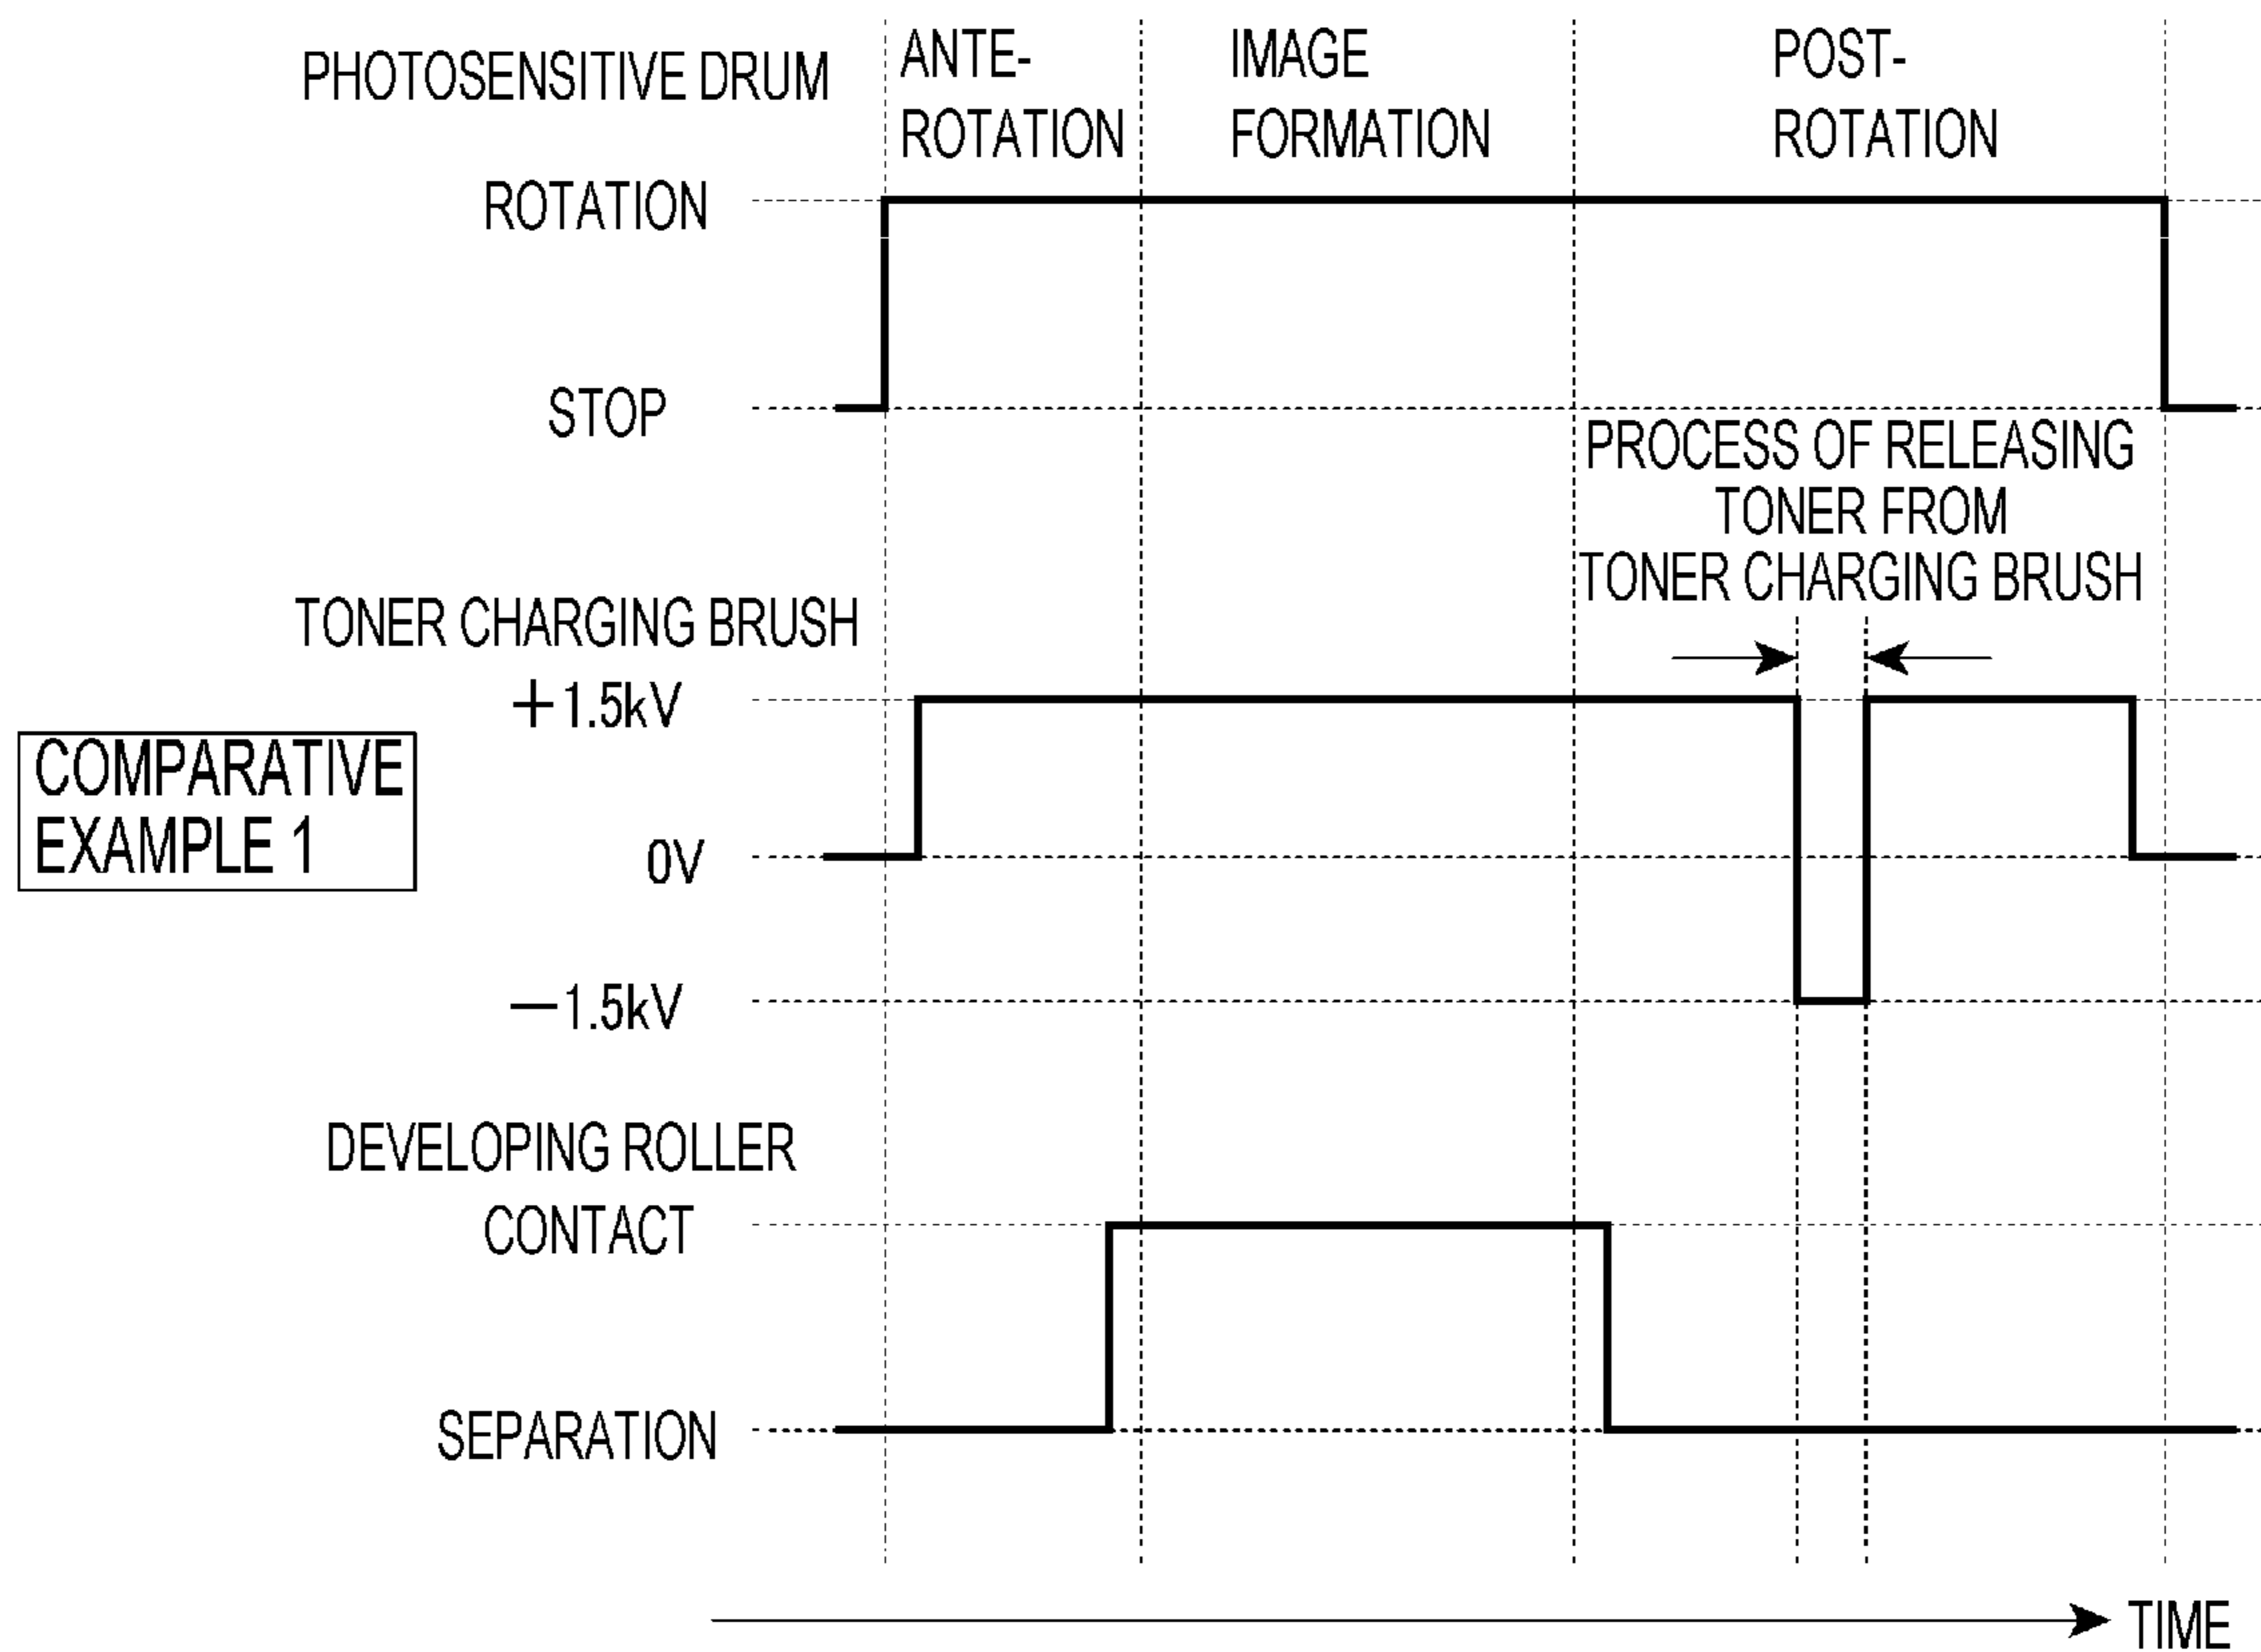 PHOTOSENSITIVE DRUM
ANTE-
ROTATION
IMAGE
FORMATION
POST-
ROTATION
ROTATION
STOP
PROCESS OF RELEASING
TONER FROM
TONER CHARGING BRUSH
TONER CHARGING BRUSH
+1.5kV
COMPARATIVE
EXAMPLE 1
0V
−1.5kV
DEVELOPING ROLLER
CONTACT
SEPARATION
TIME